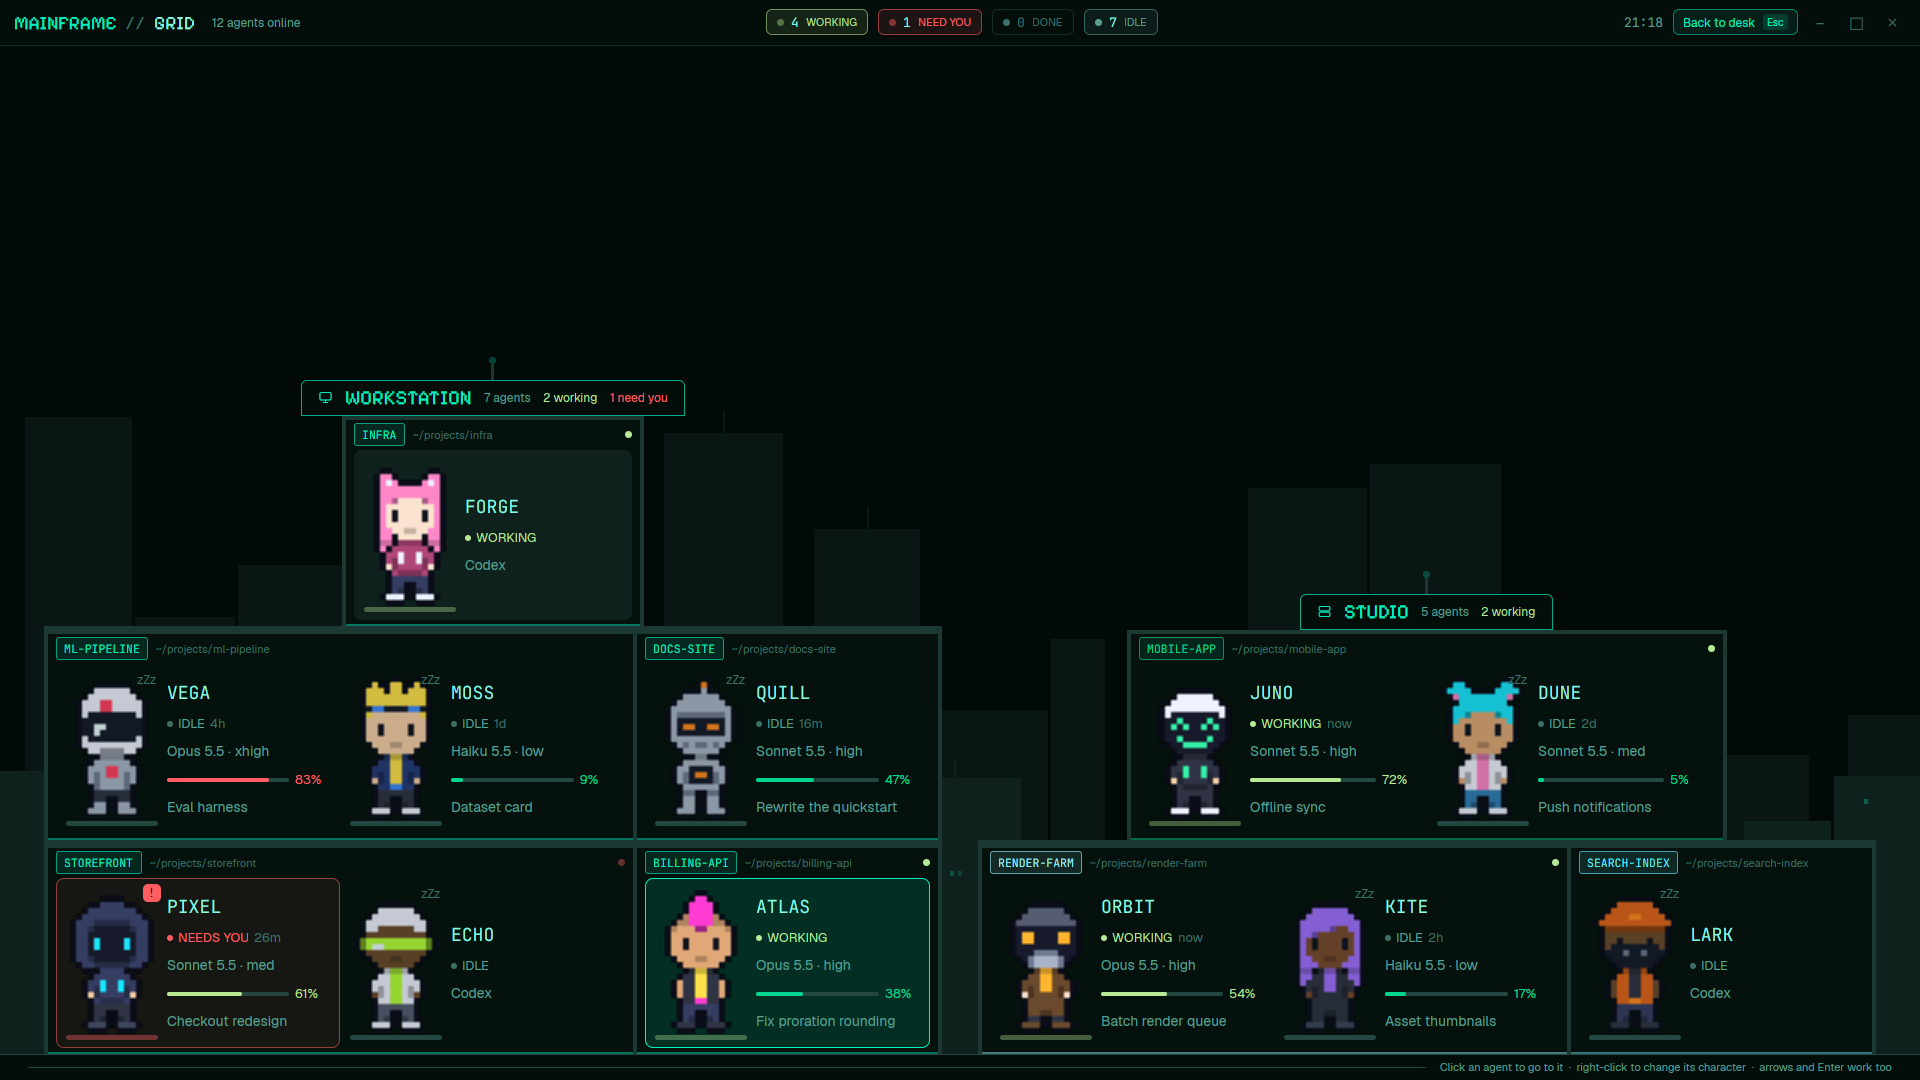 MAINFRAME // GRID 12 agents online 4 WORKING 1 NEED YOU 0 DONE 7 IDLE 21:18 Back to desk Esc
WORKSTATION 7 agents 2 working 1 need you
INFRA ~/projects/infra
FORGE
WORKING
Codex
STUDIO 5 agents 2 working
ML-PIPELINE ~/projects/ml-pipeline
zZz
VEGA
IDLE 4h
Opus 5.5 · xhigh
83%
Eval harness
zZz
MOSS
IDLE 1d
Haiku 5.5 · low
9%
Dataset card
DOCS-SITE ~/projects/docs-site
zZz
QUILL
IDLE 16m
Sonnet 5.5 · high
47%
Rewrite the quickstart
MOBILE-APP ~/projects/mobile-app
JUNO
WORKING now
Sonnet 5.5 · high
72%
Offline sync
zZz
DUNE
IDLE 2d
Sonnet 5.5 · med
5%
Push notifications
STOREFRONT ~/projects/storefront
!
PIXEL
NEEDS YOU 26m
Sonnet 5.5 · med
61%
Checkout redesign
zZz
ECHO
IDLE
Codex
BILLING-API ~/projects/billing-api
ATLAS
WORKING
Opus 5.5 · high
38%
Fix proration rounding
RENDER-FARM ~/projects/render-farm
ORBIT
WORKING now
Opus 5.5 · high
54%
Batch render queue
zZz
KITE
IDLE 2h
Haiku 5.5 · low
17%
Asset thumbnails
SEARCH-INDEX ~/projects/search-index
zZz
LARK
IDLE
Codex
Click an agent to go to it · right-click to change its character · arrows and Enter work too